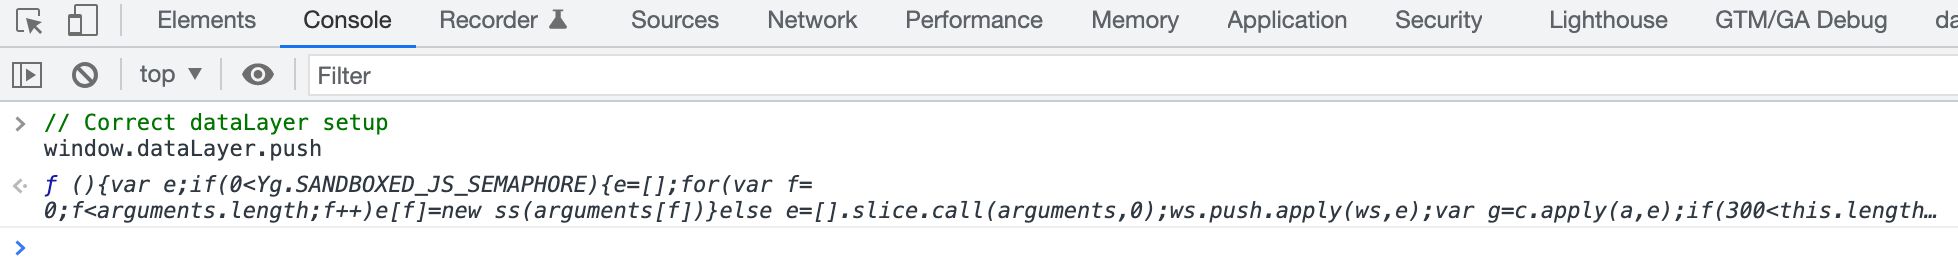 Elements Console Recorder Sources Network Performance Memory Application Security Lighthouse GTM/GA Debug da
top ▼ Filter
> // Correct dataLayer setup
window.dataLayer.push
<· ƒ (){var e;if(0<Yg.SANDBOXED_JS_SEMAPHORE){e=[];for(var f=
0;f<arguments.length;f++)e[f]=new ss(arguments[f])}else e=[].slice.call(arguments,0);ws.push.apply(ws,e);var g=c.apply(a,e);if(300<this.length…
>